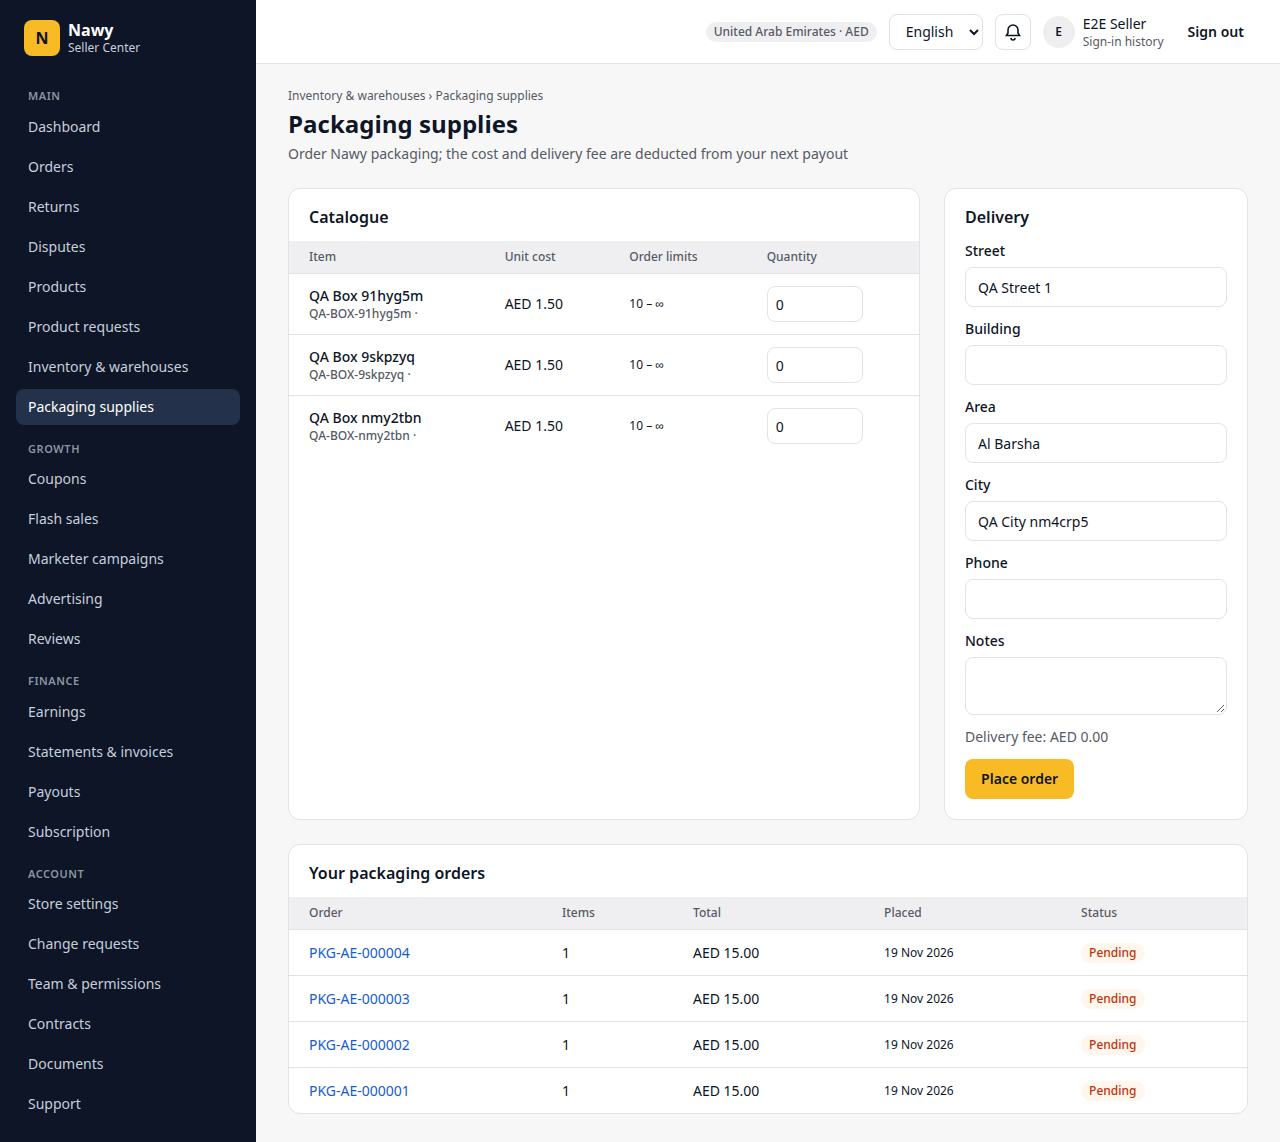 N
Nawy
Seller Center
MAIN
Dashboard
Orders
Returns
Disputes
Products
Product requests
Inventory & warehouses
Packaging supplies
GROWTH
Coupons
Flash sales
Marketer campaigns
Advertising
Reviews
FINANCE
Earnings
Statements & invoices
Payouts
Subscription
ACCOUNT
Store settings
Change requests
Team & permissions
Contracts
Documents
Support
United Arab Emirates · AED
English
E
E2E Seller
Sign-in history
Sign out
Inventory & warehouses › Packaging supplies
Packaging supplies
Order Nawy packaging; the cost and delivery fee are deducted from your next payout
Catalogue
Item Unit cost Order limits Quantity
QA Box 91hyg5m
QA-BOX-91hyg5m ·
AED 1.50 10 – ∞ 0
QA Box 9skpzyq
QA-BOX-9skpzyq ·
AED 1.50 10 – ∞ 0
QA Box nmy2tbn
QA-BOX-nmy2tbn ·
AED 1.50 10 – ∞ 0
Delivery
Street
QA Street 1
Building
Area
Al Barsha
City
QA City nm4crp5
Phone
Notes
Delivery fee: AED 0.00
Place order
Your packaging orders
Order Items Total Placed Status
PKG-AE-000004 1 AED 15.00 19 Nov 2026 Pending
PKG-AE-000003 1 AED 15.00 19 Nov 2026 Pending
PKG-AE-000002 1 AED 15.00 19 Nov 2026 Pending
PKG-AE-000001 1 AED 15.00 19 Nov 2026 Pending